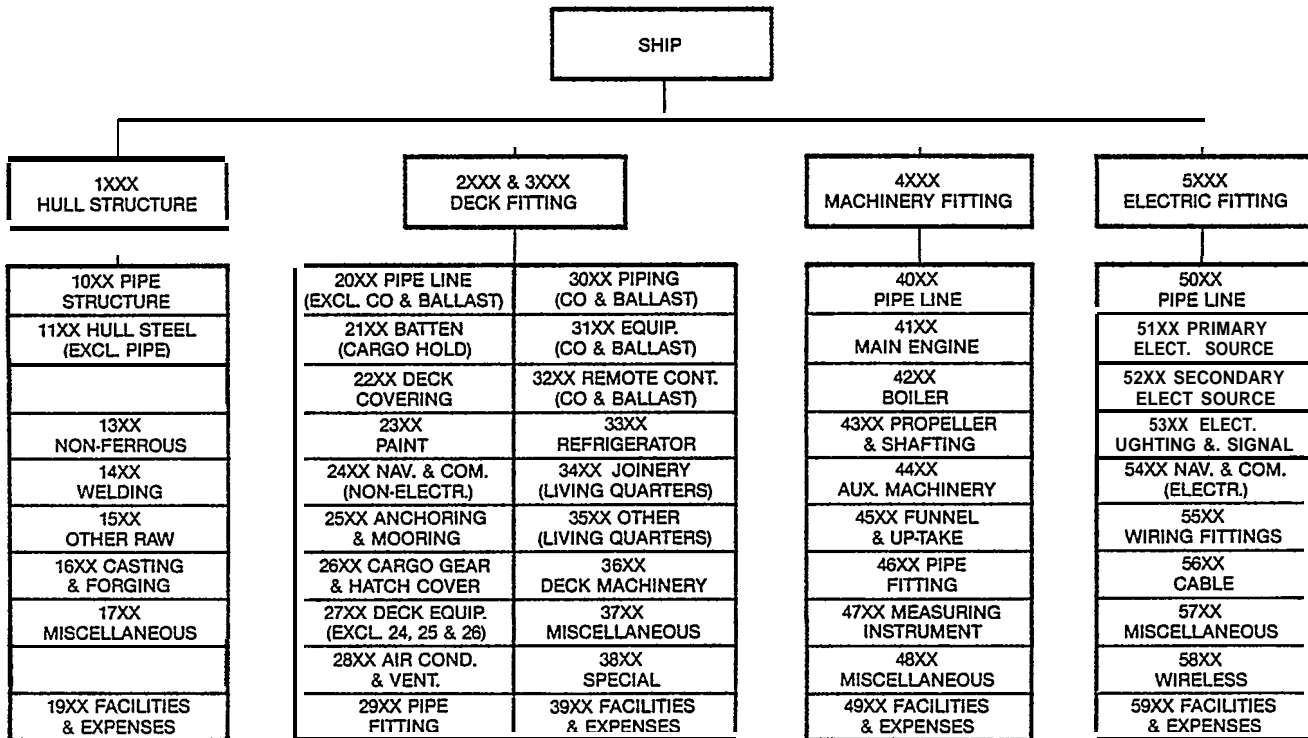 SHIP
1XXX
HULL STRUCTURE
2XXX & 3XXX
DECK FITTING
4XXX
MACHINERY FITTING
5XXX
ELECTRIC FITTING
10XX PIPE
STRUCTURE
11XX HULL STEEL
(EXCL. PIPE)
13XX
NON-FERROUS
14XX
WELDING
15XX
OTHER RAW
16XX CASTING
& FORGING
17XX
MISCELLANEOUS
19XX FACILITIES
& EXPENSES
20XX PIPE LINE
(EXCL. CO & BALLAST)
21XX BATTEN
(CARGO HOLD)
22XX DECK
COVERING
23XX
PAINT
24XX NAV. & COM.
(NON-ELECTR.)
25XX ANCHORING
& MOORING
26XX CARGO GEAR
& HATCH COVER
27XX DECK EQUIP.
(EXCL. 24, 25 & 26)
28XX AIR COND.
& VENT.
29XX PIPE
FITTING
30XX PIPING
(CO & BALLAST)
31XX EQUIP.
(CO & BALLAST)
32XX REMOTE CONT.
(CO & BALLAST)
33XX
REFRIGERATOR
34XX JOINERY
(LIVING QUARTERS)
35XX OTHER
(LIVING QUARTERS)
36XX
DECK MACHINERY
37XX
MISCELLANEOUS
38XX
SPECIAL
39XX FACILITIES
& EXPENSES
40XX
PIPE LINE
41XX
MAIN ENGINE
42XX
BOILER
43XX PROPELLER
& SHAFTING
44XX
AUX. MACHINERY
45XX FUNNEL
& UP-TAKE
46XX PIPE
FITTING
47XX MEASURING
INSTRUMENT
48XX
MISCELLANEOUS
49XX FACILITIES
& EXPENSES
50XX
PIPE LINE
51XX PRIMARY
ELECT. SOURCE
52XX SECONDARY
ELECT SOURCE
53XX ELECT.
UGHTING &. SIGNAL
54XX NAV. & COM.
(ELECTR.)
55XX
WIRING FITTINGS
56XX
CABLE
57XX
MISCELLANEOUS
58XX
WIRELESS
59XX FACILITIES
& EXPENSES